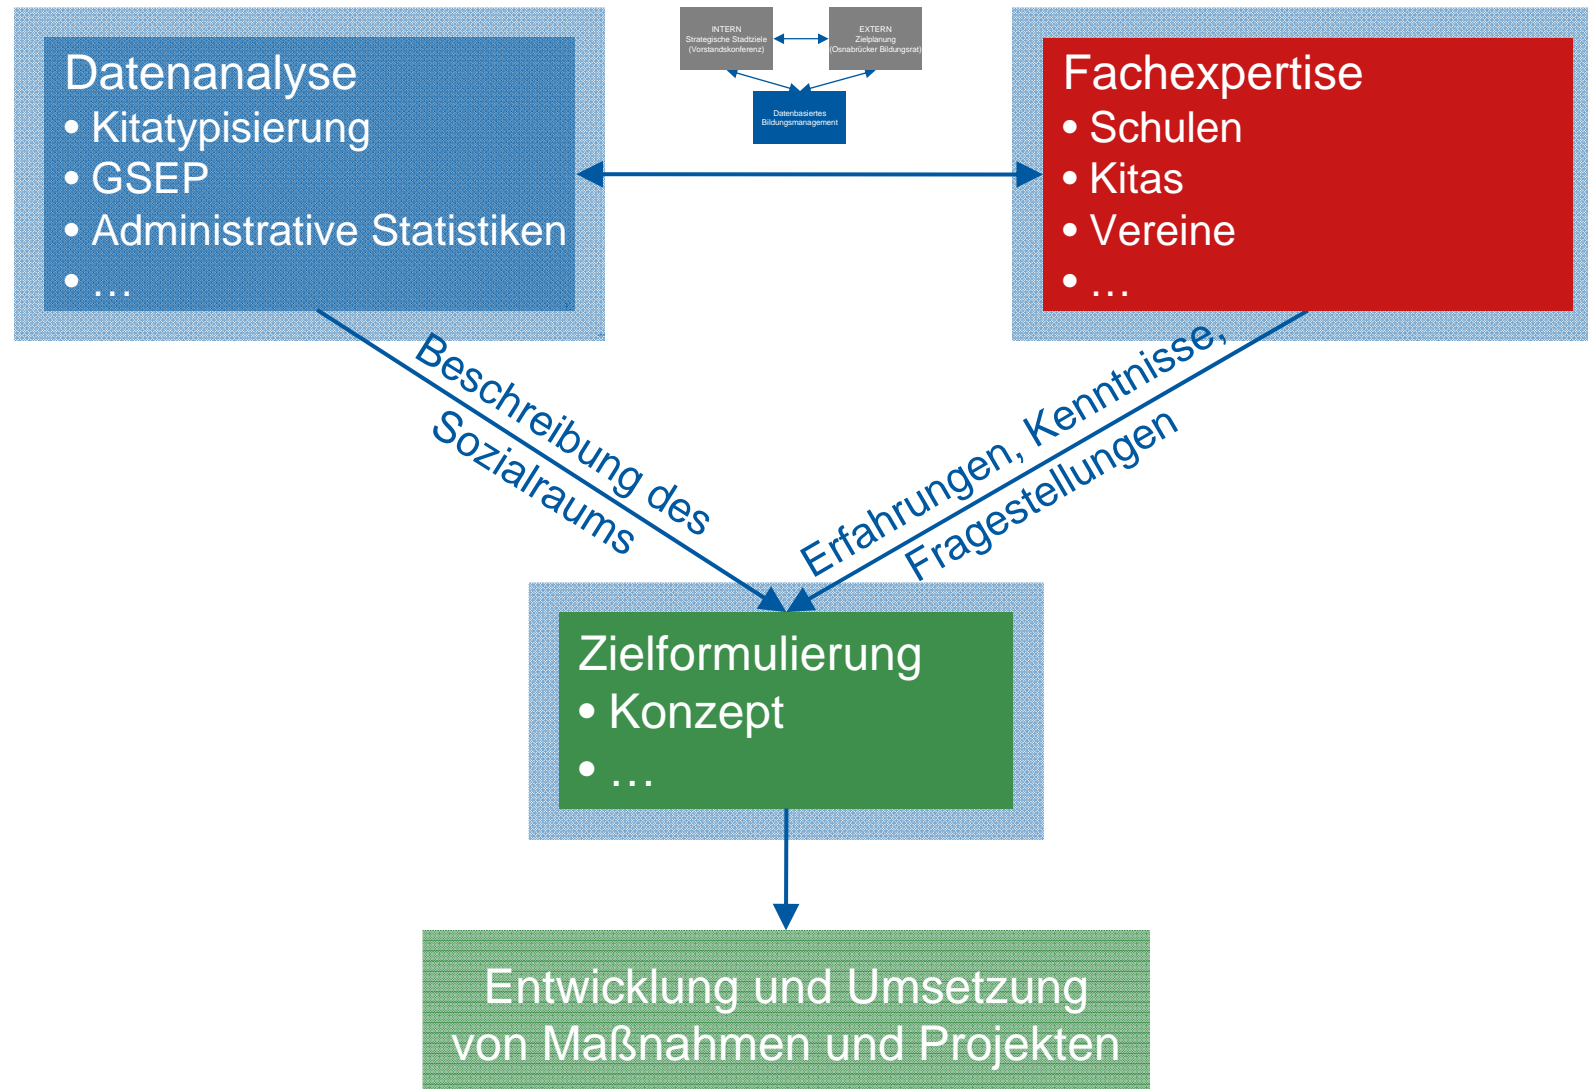 Datenanalyse
• Kitatypisierung
• GSEP
• Administrative Statistiken
• …
INTERN
Strategische Stadtziele
(Vorstandskonferenz)
EXTERN
Zielplanung
(Osnabrücker Bildungsrat)
Datenbasiertes
Bildungsmanagement
Fachexpertise
• Schulen
• Kitas
• Vereine
• …
Beschreibung des
Sozialraums
Erfahrungen, Kenntnisse,
Fragestellungen
Zielformulierung
• Konzept
• …
Entwicklung und Umsetzung
von Maßnahmen und Projekten